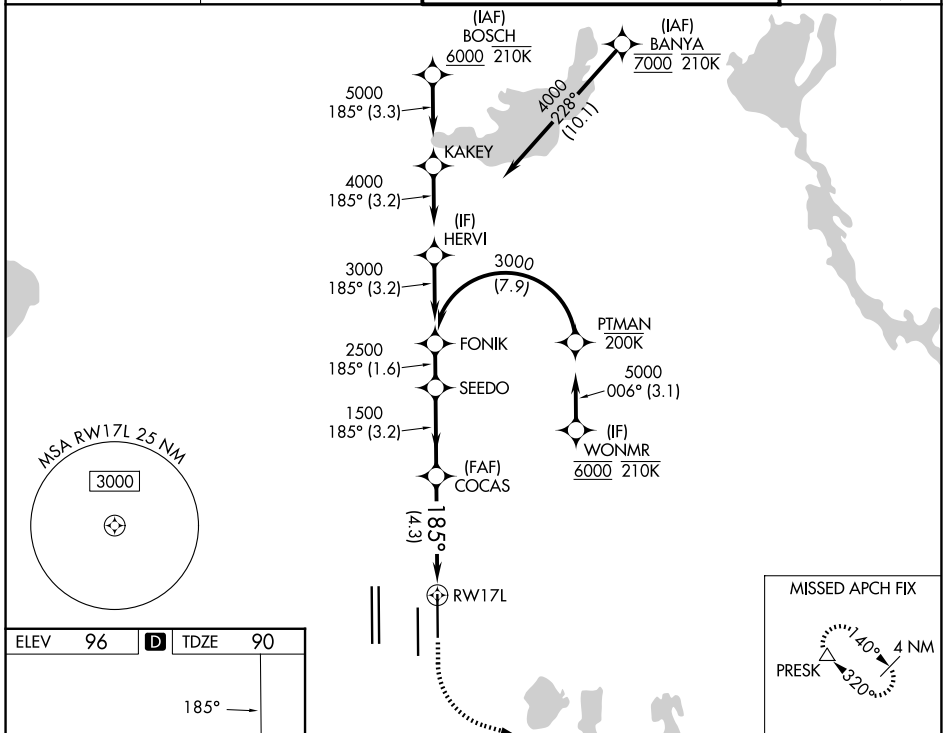 (IAF)
BOSCH
6000 210K
(IAF)
BANYA
7000 210K
5000
185° (3.3)
4000
228°
(10.1)
KAKEY
4000
185° (3.2)
(IF)
HERVI
3000
185° (3.2)
3000
(7.9)
PTMAN
200K
FONIK
2500
185° (1.6)
SEEDO
5000
006° (3.1)
1500
185° (3.2)
(IF)
WONMR
6000 210K
(FAF)
COCAS
MSA RW17L 25 NM
3000
185°
(4.3)
RW17L
MISSED APCH FIX
140°
4 NM
PRESK
320°
ELEV 96 D TDZE 90
185°